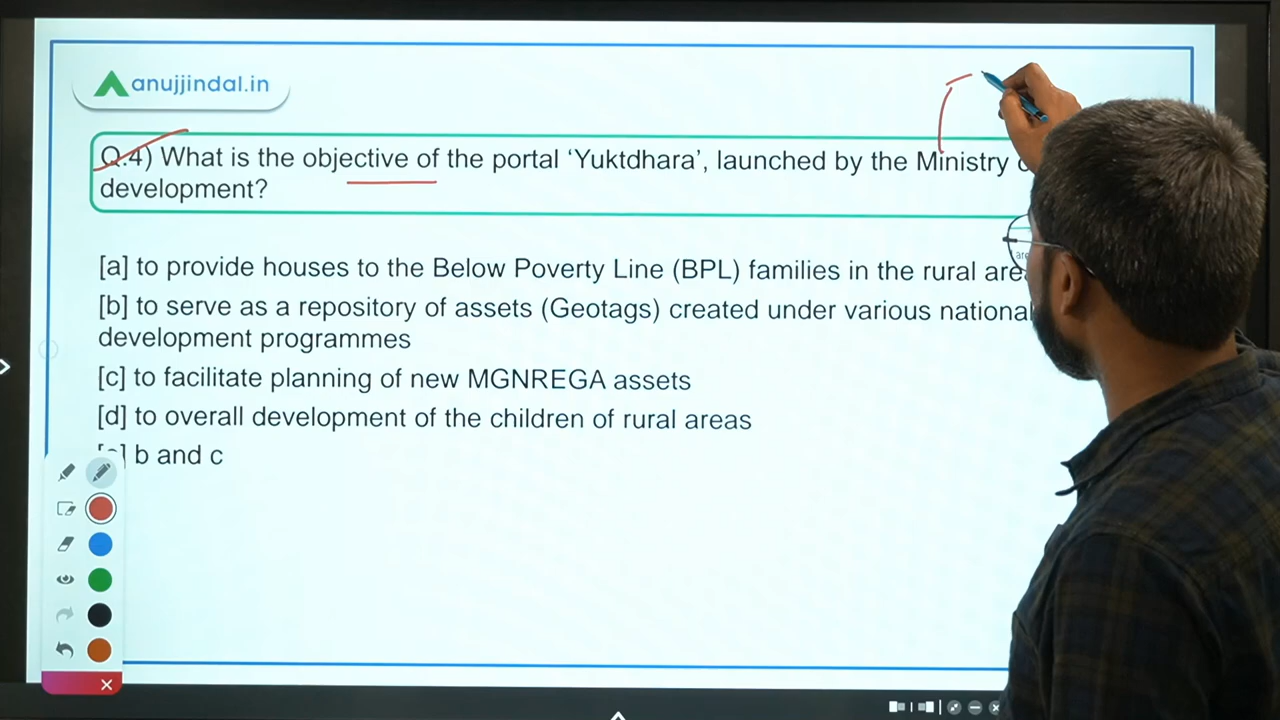 anujjindal.in
Q.4) What is the objective of the portal ‘Yuktdhara’, launched by the Ministry
development?
[a] to provide houses to the Below Poverty Line (BPL) families in the rural
[b] to serve as a repository of assets (Geotags) created under various national
development programmes
[c] to facilitate planning of new MGNREGA assets
[d] to overall development of the children of rural areas
b and c